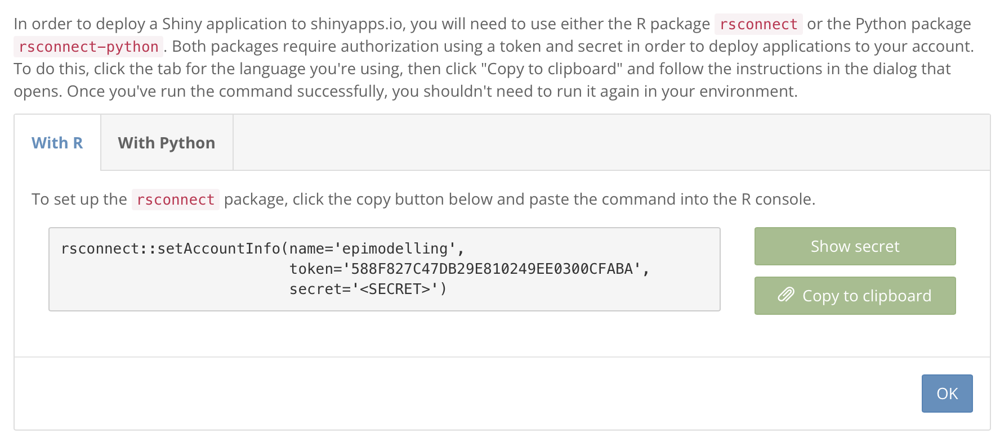 In order to deploy a Shiny application to shinyapps.io, you will need to use either the R package rsconnect or the Python package
rsconnect-python. Both packages require authorization using a token and secret in order to deploy applications to your account.
To do this, click the tab for the language you're using, then click "Copy to clipboard" and follow the instructions in the dialog that
opens. Once you've run the command successfully, you shouldn't need to run it again in your environment.
With R
With Python
To set up the rsconnect package, click the copy button below and paste the command into the R console.
rsconnect::setAccountInfo(name='epimodelling',
token='588F827C47DB29E810249EE0300CFABA',
secret='<SECRET>')
Show secret
Copy to clipboard
OK